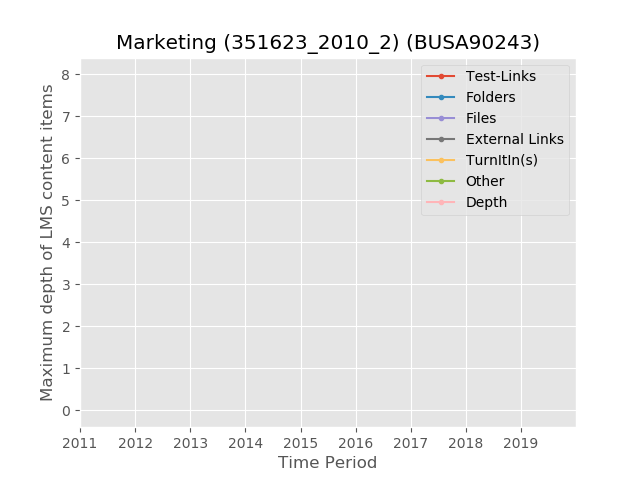 Marketing (351623_2010_2) (BUSA90243)
Maximum depth of LMS content items
8
7
6
5
4
3
2
1
0
Test-Links
Folders
Files
External Links
TurnItIn(s)
Other
Depth
2011 2012 2013 2014 2015 2016 2017 2018 2019
Time Period